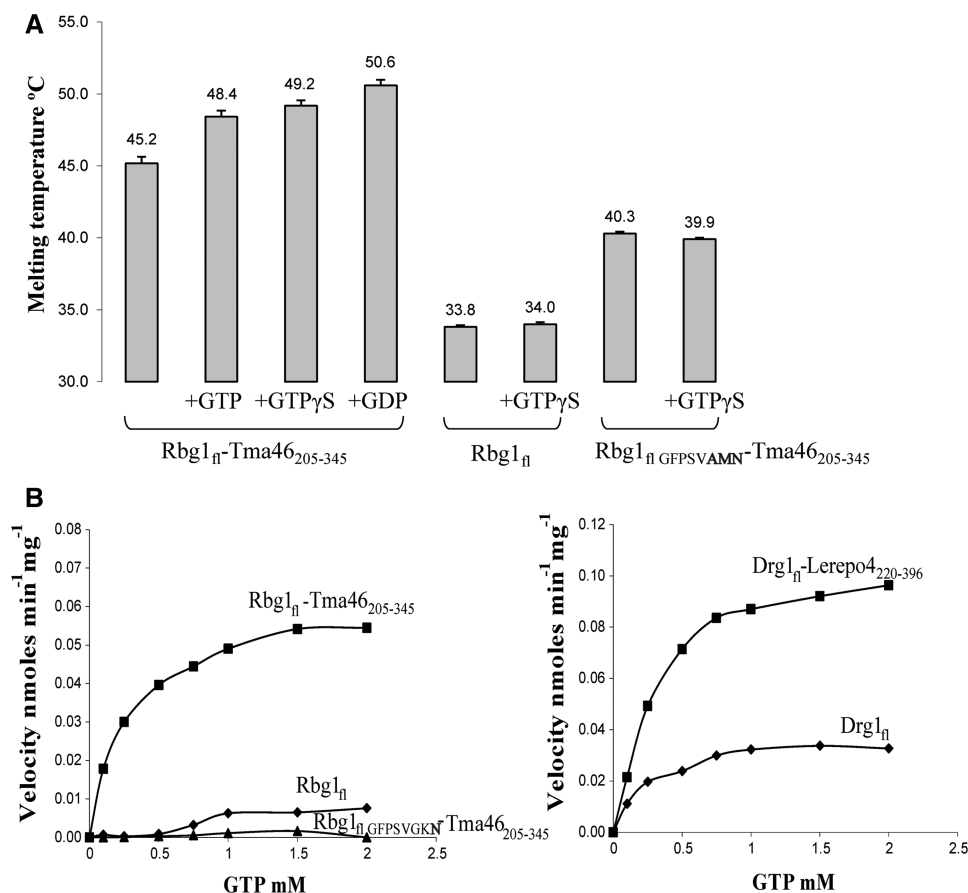 A
Melting temperature ºC
55.0
50.0
45.0
40.0
35.0
30.0
45.2
48.4
49.2
50.6
33.8
34.0
40.3
39.9
+GTP +GTPγS +GDP +GTPγS +GTPγS
Rbg1fl-Tma46205-345
Rbg1fl
Rbg1fl GFPSVAMN-Tma46205-345
B
Velocity nmoles min-1mg-1
0.08
0.07
0.06
0.05
0.04
0.03
0.02
0.01
0.00
Rbg1fl-Tma46205-345
Rbg1fl
Rbg1fl GFPSVGKN-Tma46205-345
0 0.5 1 1.5 2 2.5
GTP mM
Velocity nmoles min-1mg-1
0.12
0.10
0.08
0.06
0.04
0.02
0.00
Drg1fl-Lerepo4220-396
Drg1fl
0 0.5 1 1.5 2 2.5
GTP mM